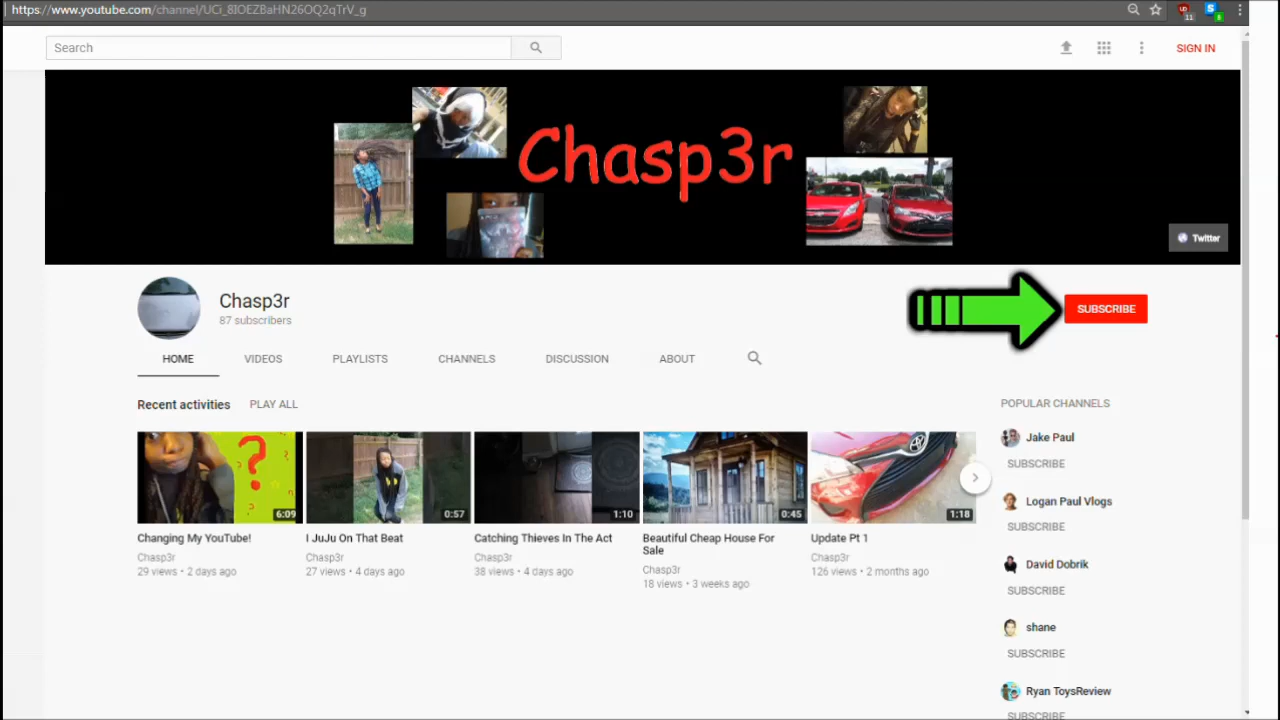 https://www.youtube.com/channel/UCi_8IOEZBaHN26OQ2qTrV_g
11
8
Search
SIGN IN
Chasp3r
Twitter
Chasp3r
87 subscribers
SUBSCRIBE
HOME VIDEOS PLAYLISTS CHANNELS DISCUSSION ABOUT
Recent activities PLAY ALL
6:09
Changing My YouTube!
Chasp3r
29 views • 2 days ago
0:57
I JuJu On That Beat
Chasp3r
27 views • 4 days ago
1:10
Catching Thieves In The Act
Chasp3r
38 views • 4 days ago
0:45
Beautiful Cheap House For
Sale
Chasp3r
18 views • 3 weeks ago
1:18
Update Pt 1
Chasp3r
126 views • 2 months ago
POPULAR CHANNELS
Jake Paul
SUBSCRIBE
Logan Paul Vlogs
SUBSCRIBE
David Dobrik
SUBSCRIBE
shane
SUBSCRIBE
Ryan ToysReview
SUBSCRIBE